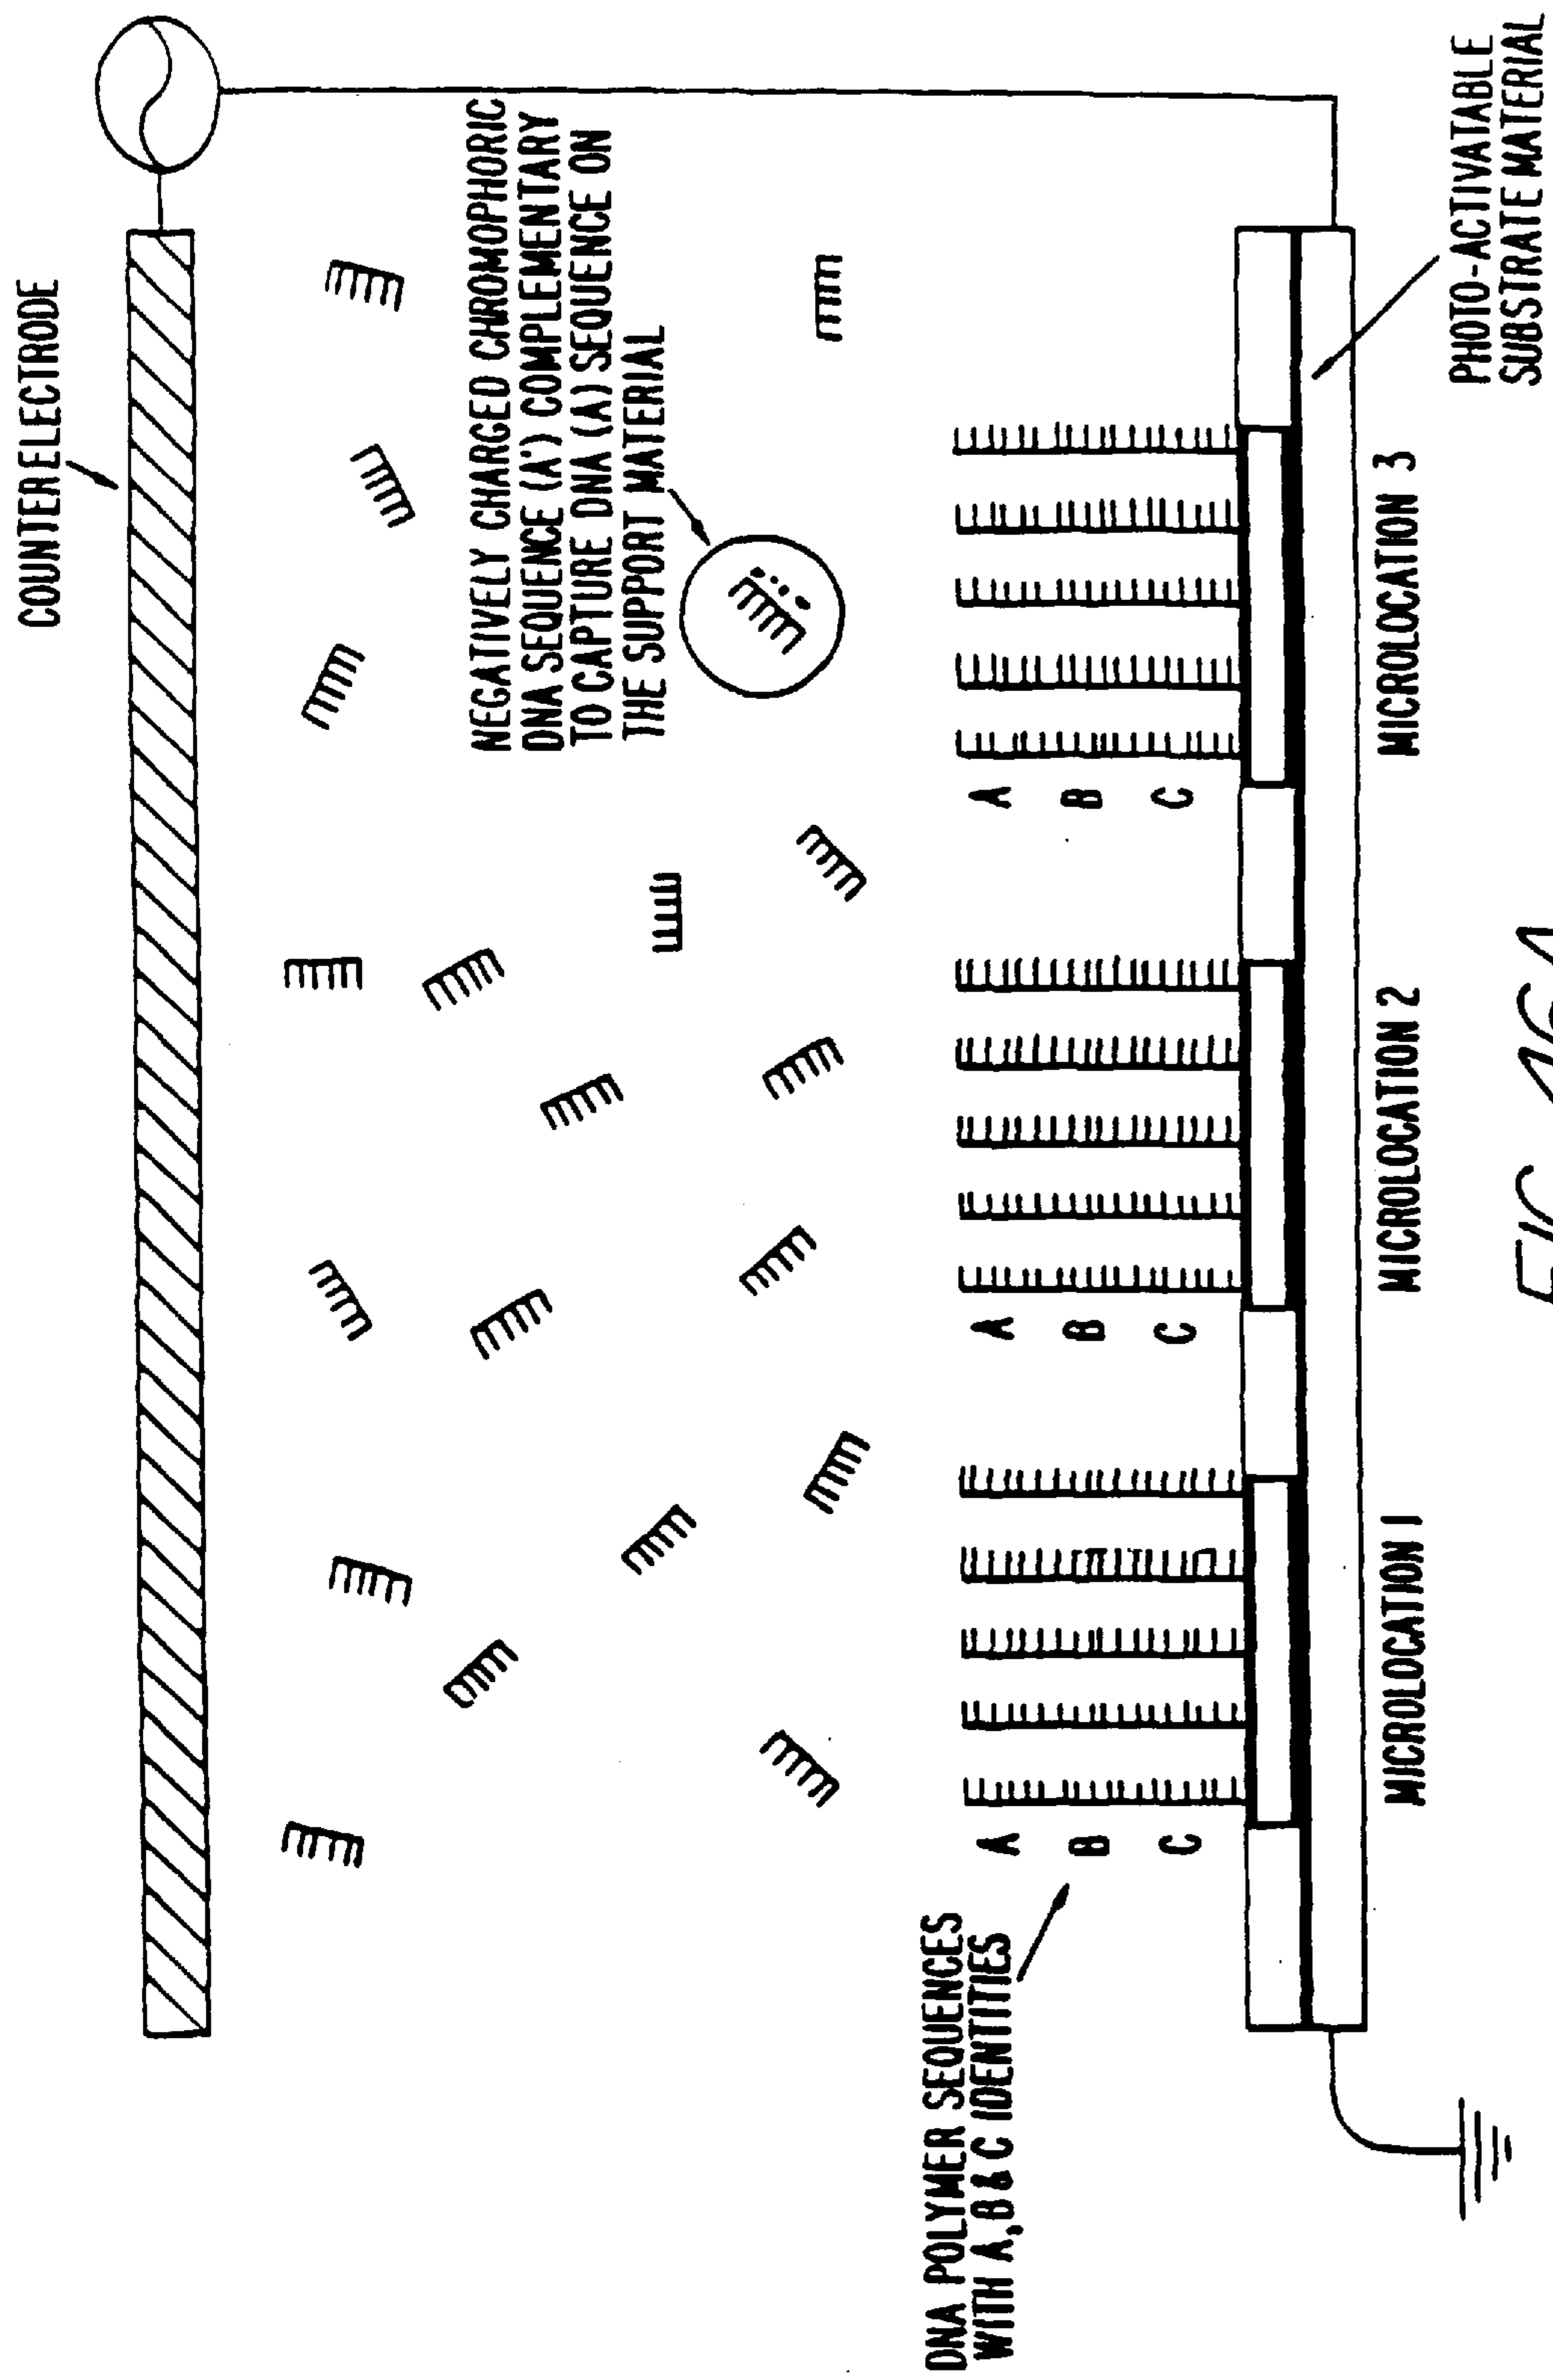 COUNTER ELECTRODE
NEGATIVELY CHARGED CHROMOPHORIC
DNA SEQUENCE (A') COMPLEMENTARY
TO CAPTURE DNA (A) SEQUENCE ON
THE SUPPORT MATERIAL
DNA POLYMER SEQUENCES
WITH A, B & C IDENTITIES
A
B
C
A
B
C
A
B
C
MICROLOCATION 1
MICROLOCATION 2
MICROLOCATION 3
PHOTO-ACTIVATABLE
SUBSTRATE MATERIAL